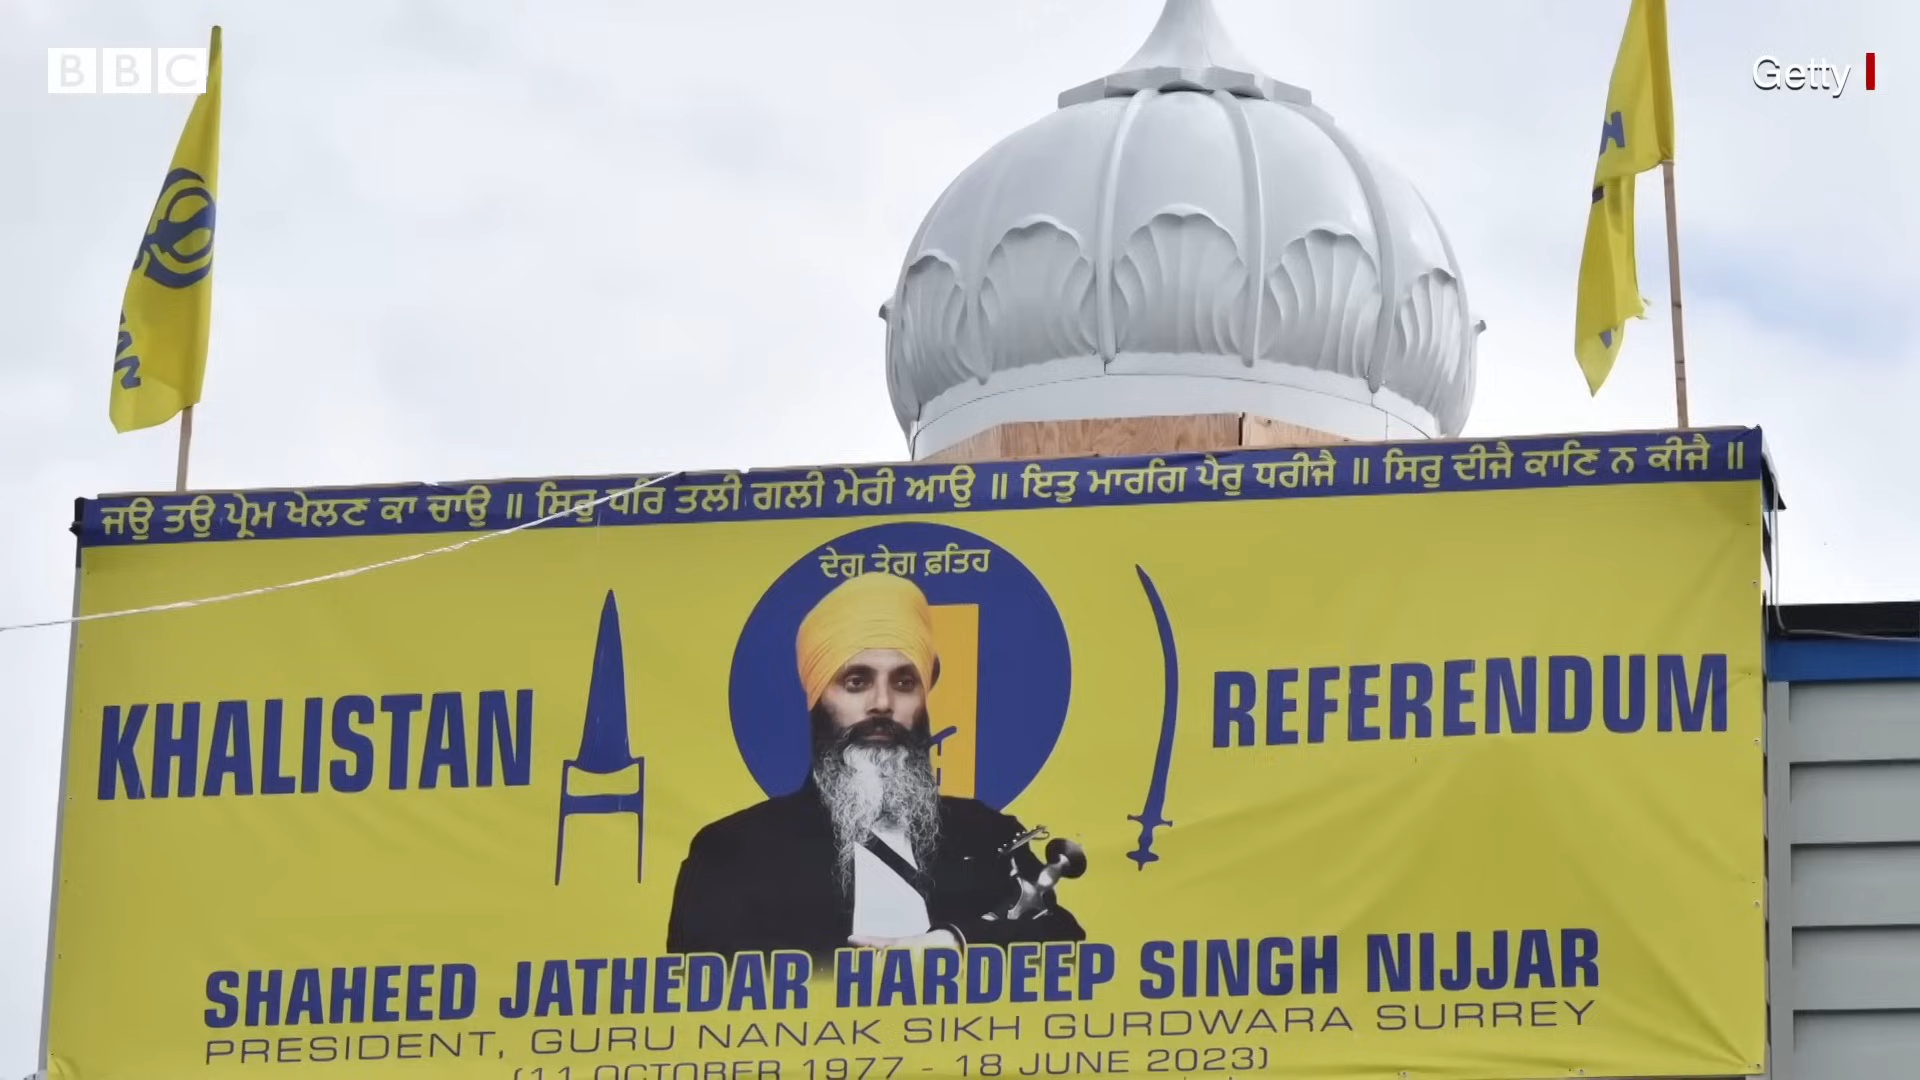 BBC
Getty
ਜਉ ਤਉ ਪ੍ਰੇਮ ਖੇਲਣ ਕਾ ਚਾਉ ॥ ਸਿਰੁ ਧਰਿ ਤਲੀ ਗਲੀ ਮੇਰੀ ਆਉ ॥ ਇਤੁ ਮਾਰਗਿ ਪੈਰੁ ਧਰੀਜੈ ॥ ਸਿਰੁ ਦੀਜੈ ਕਾਣਿ ਨ ਕੀਜੈ ॥
ਦੇਗ ਤੇਗ ਫ਼ਤਿਹ
KHALISTAN REFERENDUM
SHAHEED JATHEDAR HARDEEP SINGH NIJJAR
PRESIDENT, GURU NANAK SIKH GURDWARA SURREY
(11 OCTOBER 1977 - 18 JUNE 2023)